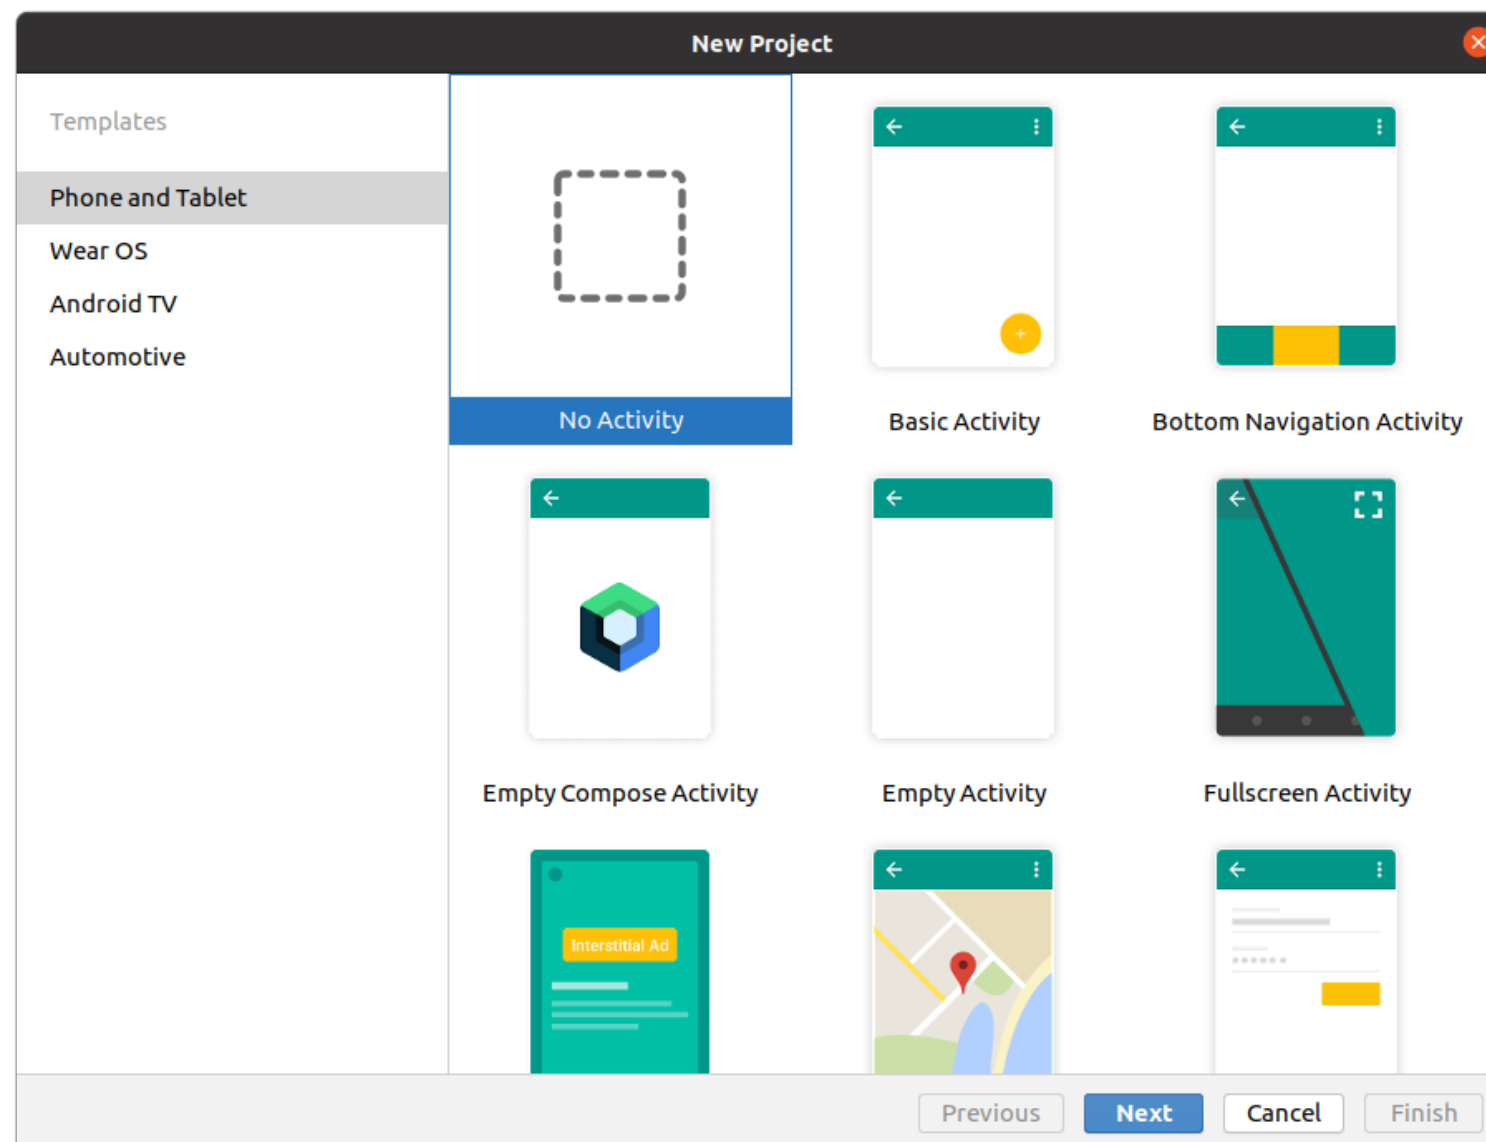 New Project
Templates
Phone and Tablet
Wear OS
Android TV
Automotive
No Activity
Basic Activity
Bottom Navigation Activity
Empty Compose Activity
Empty Activity
Fullscreen Activity
Interstitial Ad
Previous
Next
Cancel
Finish